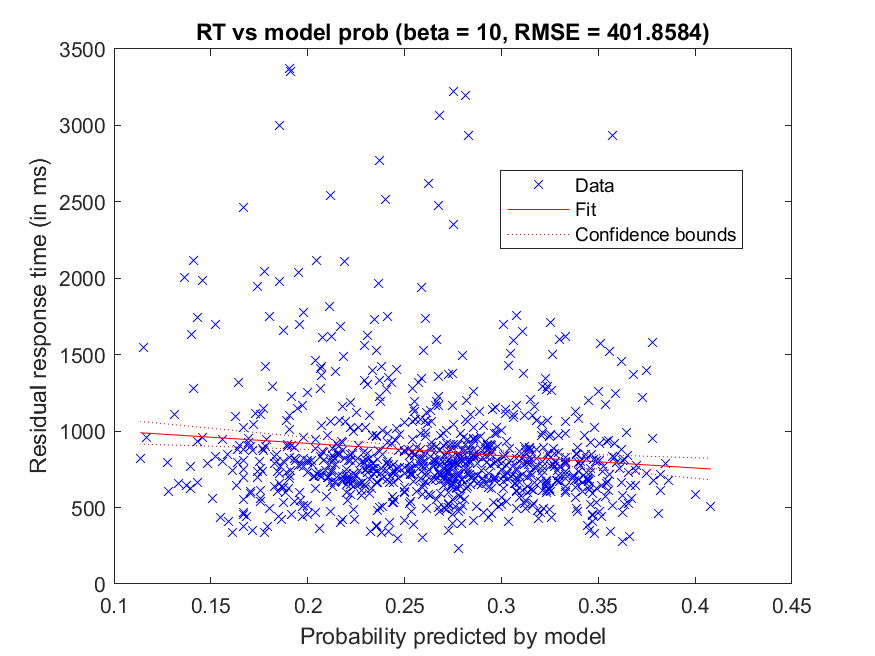 RT vs model prob (beta = 10, RMSE = 401.8584)
3500
3000
2500
2000
1500
1000
500
0
Residual response time (in ms)
Data
Fit
Confidence bounds
0.1 0.15 0.2 0.25 0.3 0.35 0.4 0.45
Probability predicted by model